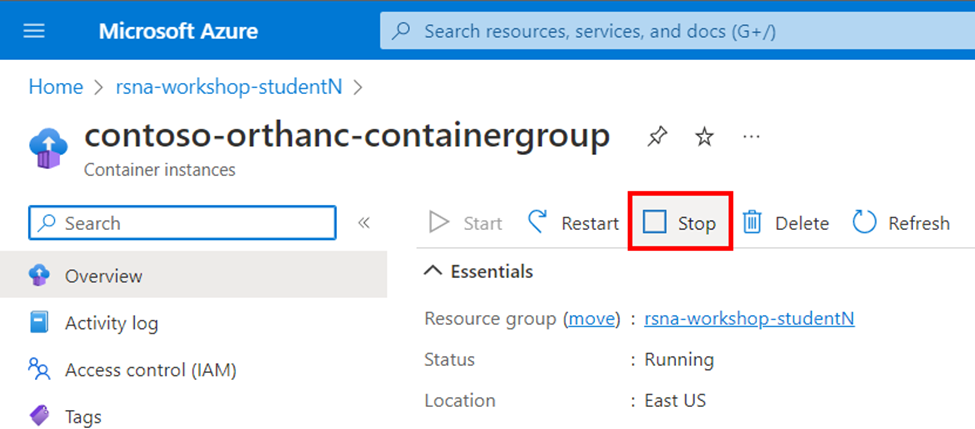 Microsoft Azure
Search resources, services, and docs (G+/)
Home > rsna-workshop-studentN >
contoso-orthanc-containergroup
...
Container instances
Search
«
Start
Restart
Stop
Delete
Refresh
Overview
Activity log
Access control (IAM)
Tags
Essentials
Resource group (move) : rsna-workshop-studentN
Status : Running
Location : East US